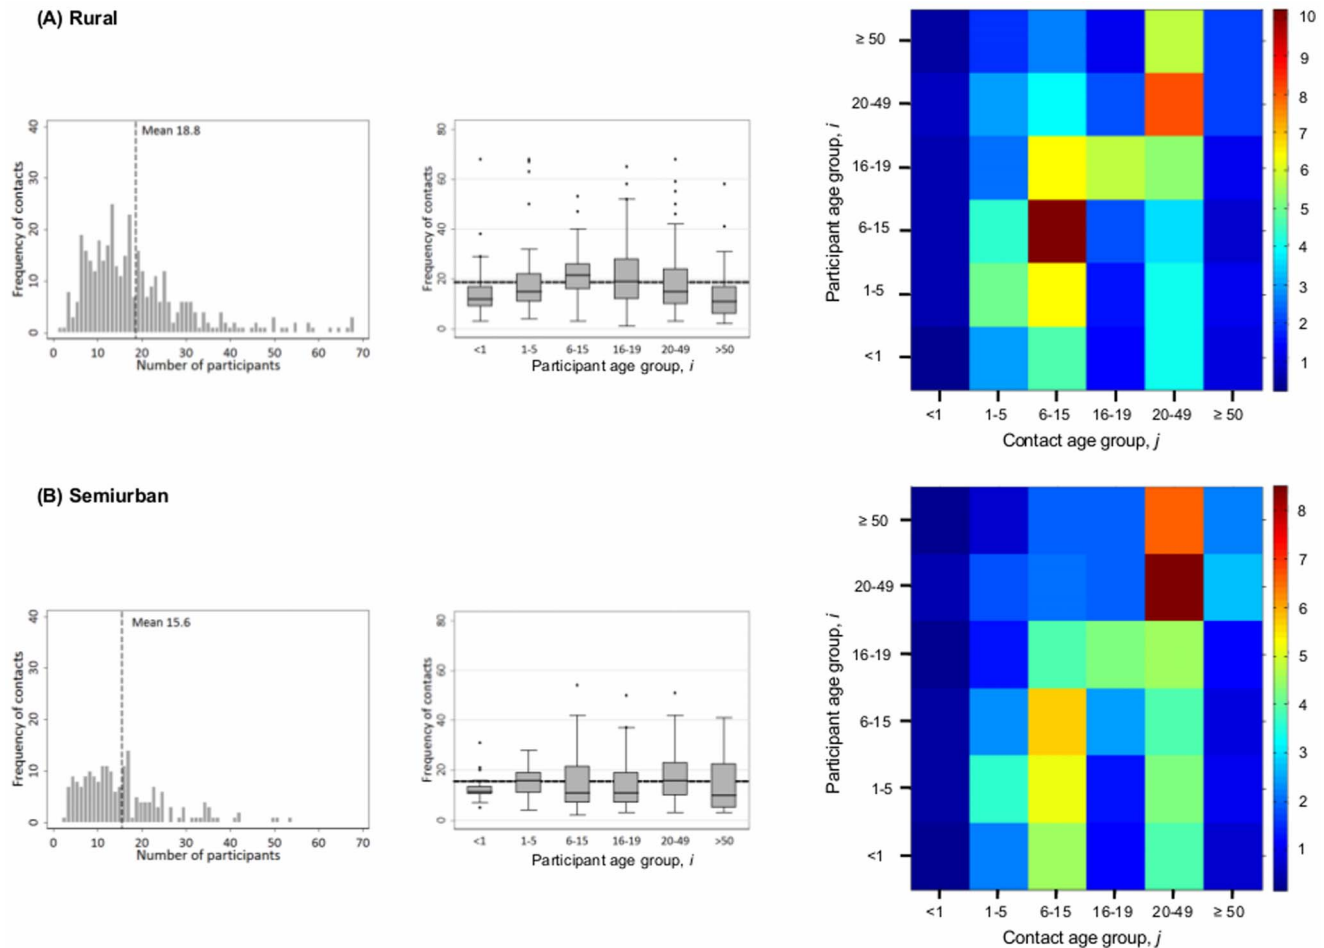 (A) Rural
Frequency of contacts
40
30
20
10
0
Mean 18.8
0 10 20 30 40 50 60 70
Number of participants
Frequency of contacts
80
60
40
20
0
<1 1-5 6-15 16-19 20-49 >50
Participant age group, i
Participant age group, i
≥ 50
20-49
16-19
6-15
1-5
<1
<1 1-5 6-15 16-19 20-49 ≥ 50
Contact age group, j
10
9
8
7
6
5
4
3
2
1
(B) Semiurban
Frequency of contacts
40
30
20
10
0
Mean 15.6
0 10 20 30 40 50 60 70
Number of participants
Frequency of contacts
80
60
40
20
0
<1 1-5 6-15 16-19 20-49 >50
Participant age group, i
Participant age group, i
≥ 50
20-49
16-19
6-15
1-5
<1
<1 1-5 6-15 16-19 20-49 ≥ 50
Contact age group, j
8
7
6
5
4
3
2
1